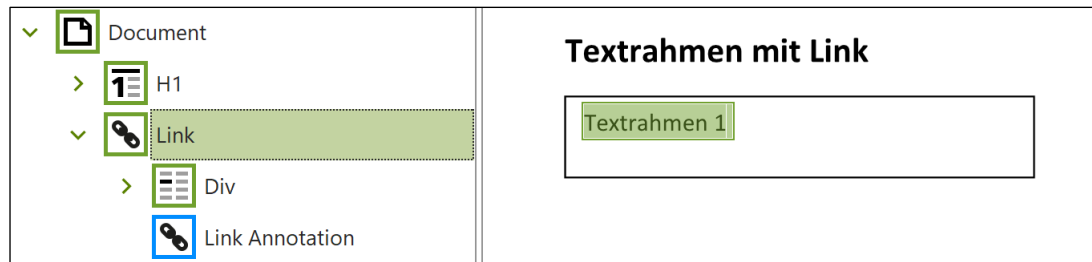 Document
H1
Link
Div
Link Annotation
Textrahmen mit Link
Textrahmen 1